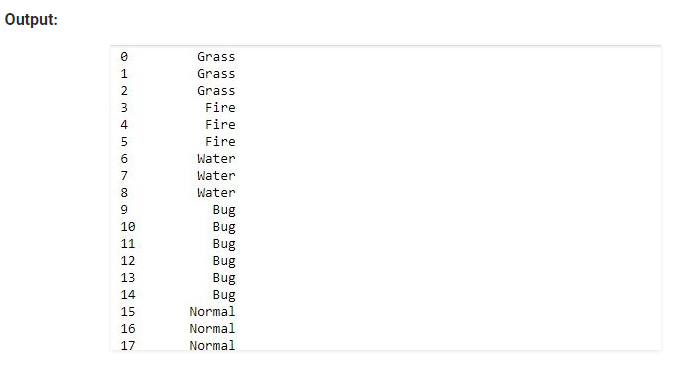 Output:
0 Grass
1 Grass
2 Grass
3 Fire
4 Fire
5 Fire
6 Water
7 Water
8 Water
9 Bug
10 Bug
11 Bug
12 Bug
13 Bug
14 Bug
15 Normal
16 Normal
17 Normal